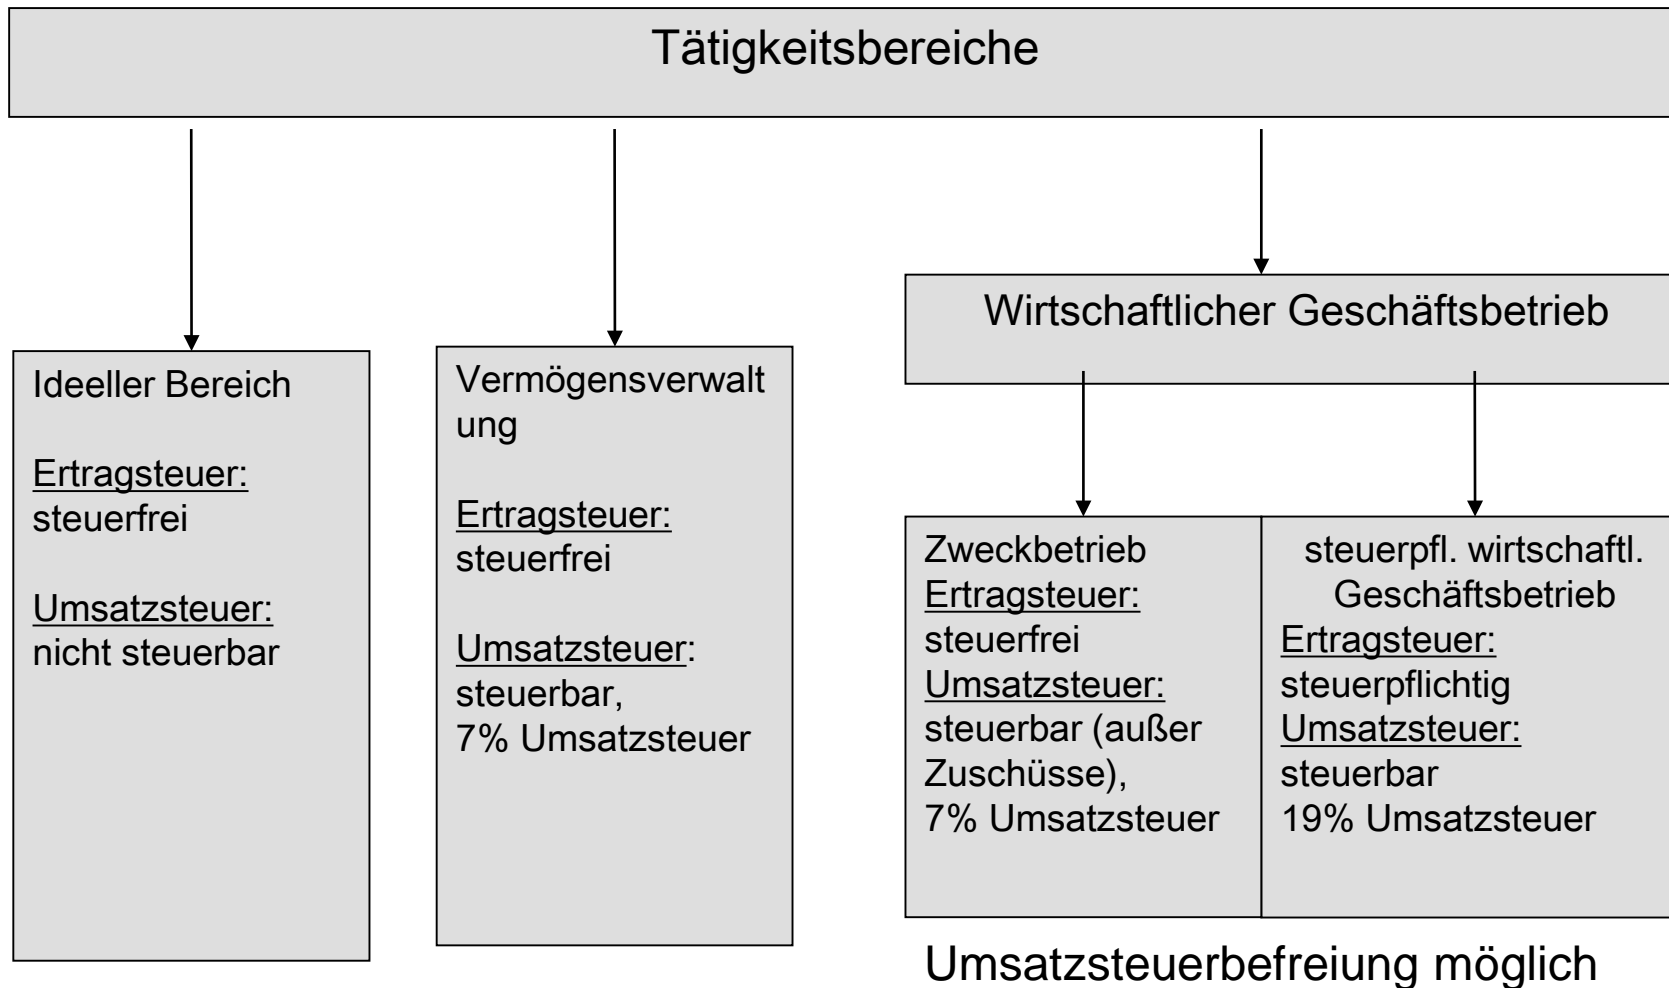 Tätigkeitsbereiche
Ideeller Bereich
Ertragsteuer:
steuerfrei
Umsatzsteuer:
nicht steuerbar
Vermögensverwalt
ung
Ertragsteuer:
steuerfrei
Umsatzsteuer:
steuerbar,
7% Umsatzsteuer
Wirtschaftlicher Geschäftsbetrieb
Zweckbetrieb
Ertragsteuer:
steuerfrei
Umsatzsteuer:
steuerbar (außer
Zuschüsse),
7% Umsatzsteuer
steuerpfl. wirtschaftl.
Geschäftsbetrieb
Ertragsteuer:
steuerpflichtig
Umsatzsteuer:
steuerbar
19% Umsatzsteuer
Umsatzsteuerbefreiung möglich